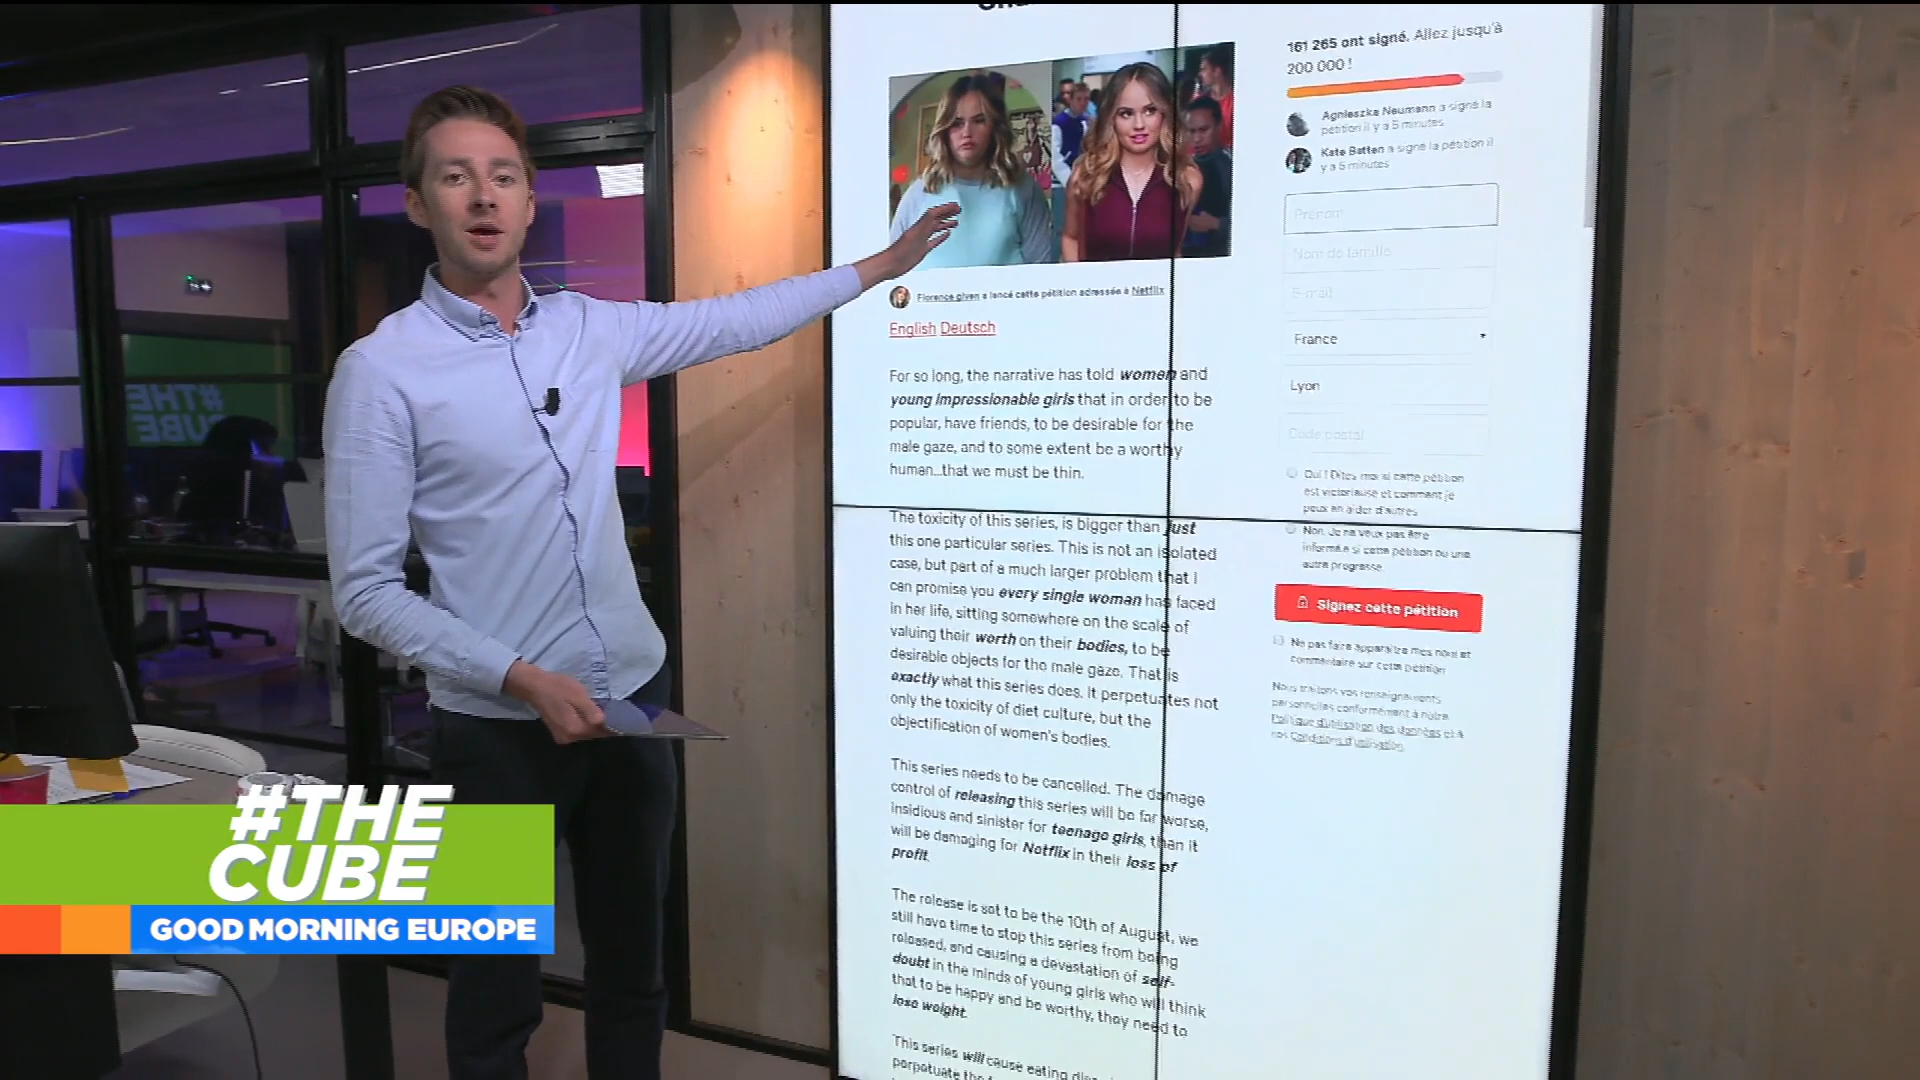 161 265 ont signé. Allez jusqu'à
200 000 !
Agnieszka Neumann a signé la
pétition il y a 5 minutes
Kate Batten a signé la pétition il
y a 5 minutes
Prénom
Nom de famille
E-mail
France
Lyon
Code postal
Oui ! Dites-moi si cette pétition
est victorieuse et comment je
peux en aider d'autres
Non. Je ne veux pas être
informé.e si cette pétition ou une
autre progresse.
Signez cette pétition
Ne pas faire apparaître mes nom et
commentaire sur cette pétition
Nous traitons vos renseignements
personnelles conformément à notre
Politique d'utilisation des données et à
nos Conditions d'utilisation.
Florence given a lancé cette pétition adressée à Netflix
English Deutsch
For so long, the narrative has told women and
young impressionable girls that in order to be
popular, have friends, to be desirable for the
male gaze, and to some extent be a worthy
human...that we must be thin.
The toxicity of this series, is bigger than just
this one particular series. This is not an isolated
case, but part of a much larger problem that I
can promise you every single woman has faced
in her life, sitting somewhere on the scale of
valuing their worth on their bodies, to be
desirable objects for the male gaze. That is
exactly what this series does. It perpetuates not
only the toxicity of diet culture, but the
objectification of women's bodies.
This series needs to be cancelled. The damage
control of releasing this series will be far worse,
insidious and sinister for teenage girls, than it
will be damaging for Netflix in their loss of
profit.
The release is set to be the 10th of August, we
still have time to stop this series from being
released, and causing a devastation of self-
doubt in the minds of young girls who will think
that to be happy and be worthy, they need to
lose weight.
This series will cause eating
perpetuate the
#THE
CUBE
#THE
CUBE
GOOD MORNING EUROPE